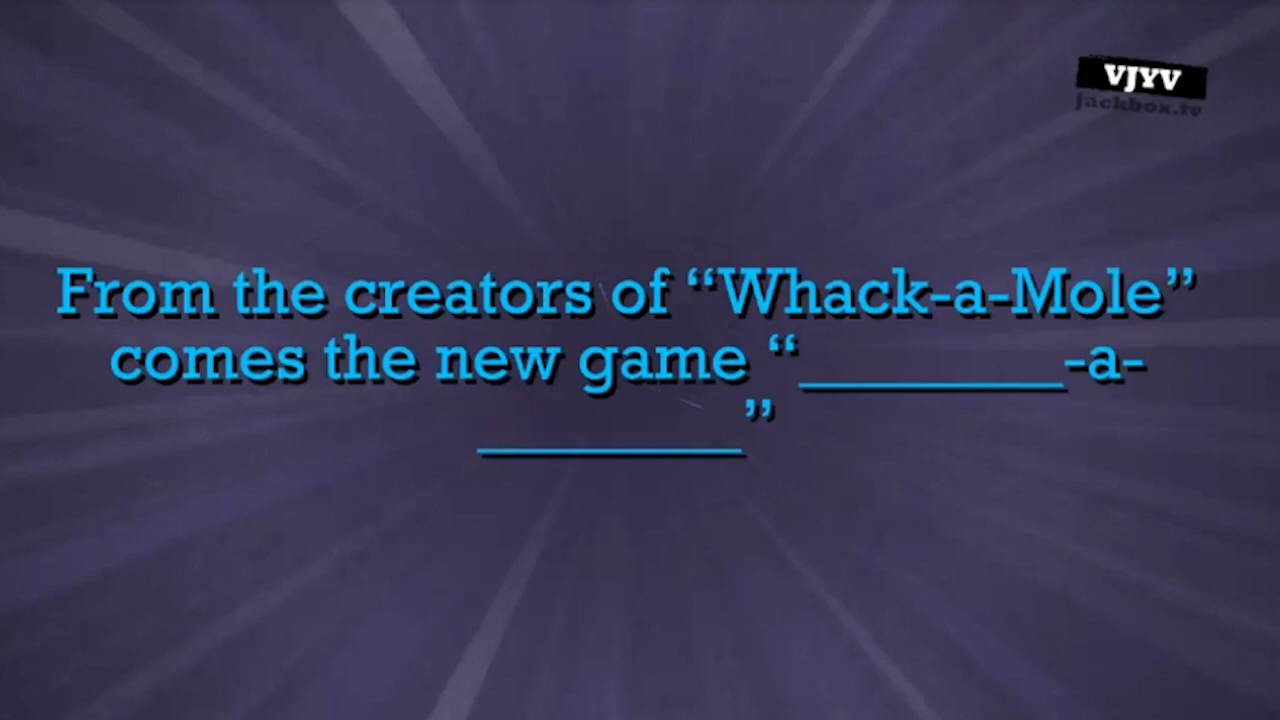 VJYV
jackbox.tv
From the creators of “Whack-a-Mole”
comes the new game “________-a-
________”